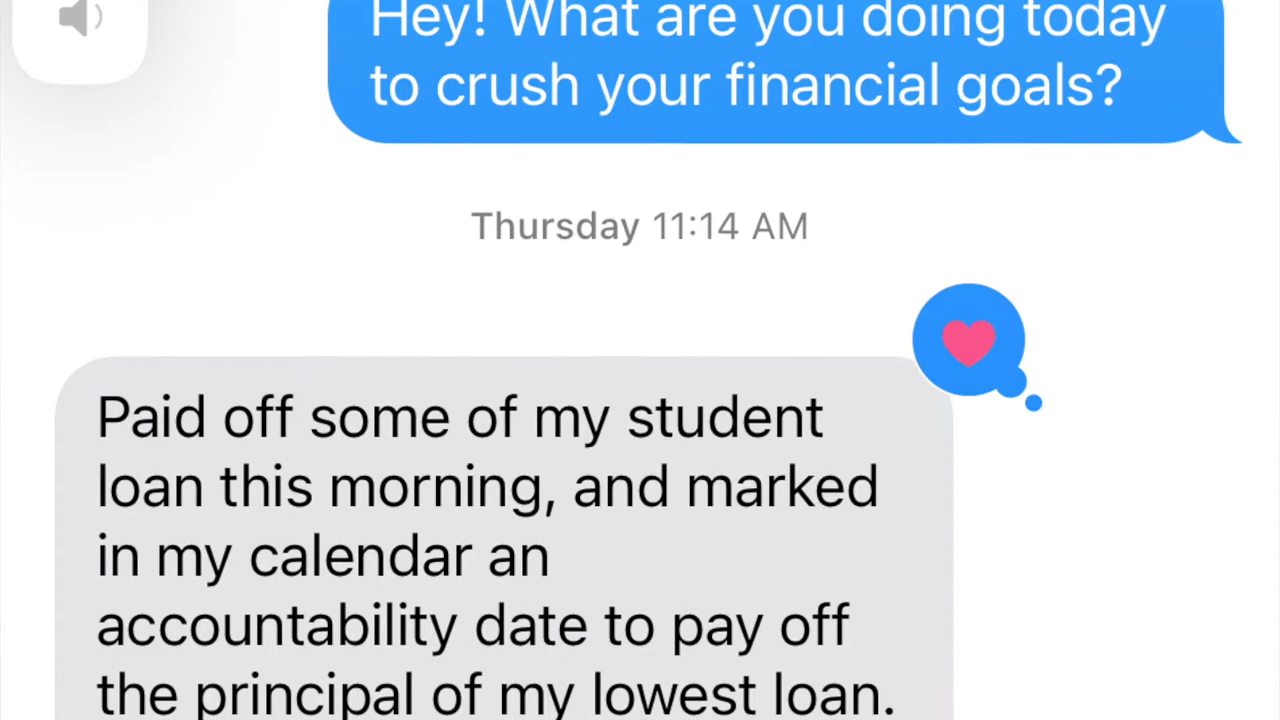 Hey! What are you doing today
to crush your financial goals?
Thursday 11:14 AM
Paid off some of my student
loan this morning, and marked
in my calendar an
accountability date to pay off
the principal of my lowest loan.